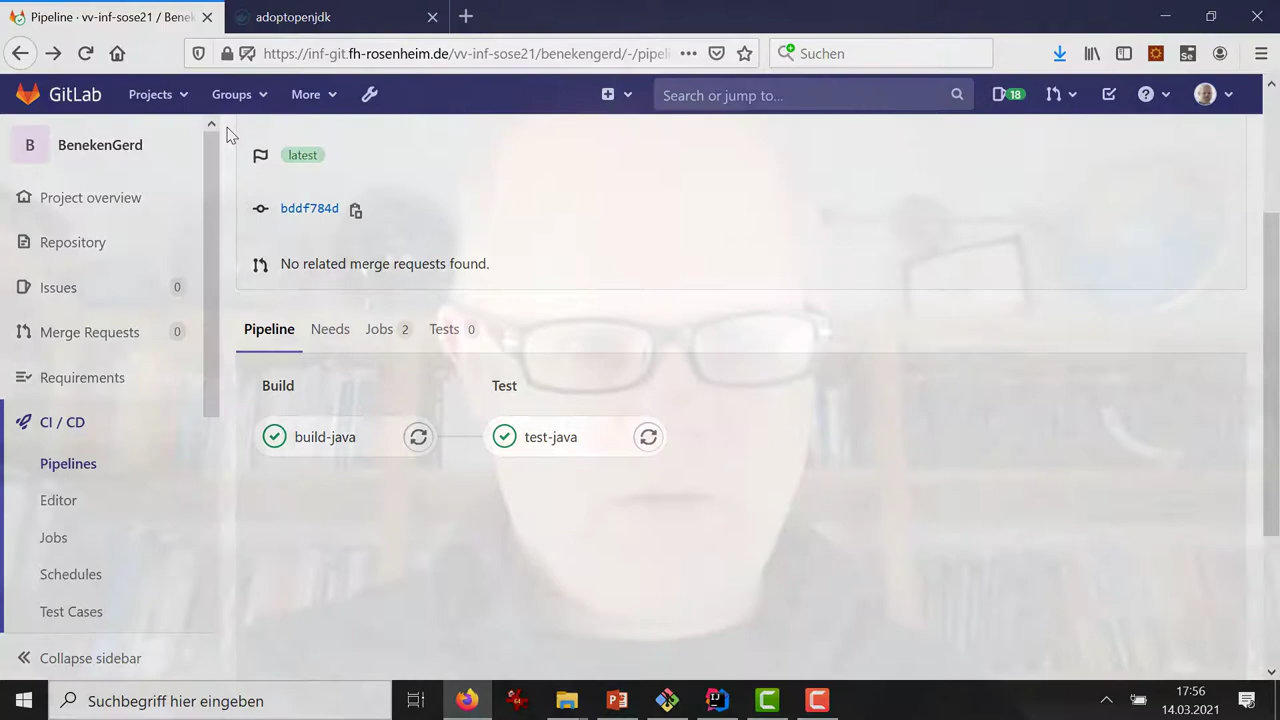 Pipeline · vv-inf-sose21 / Benek
adoptopenjdk
https://inf-git.fh-rosenheim.de/vv-inf-sose21/benekengerd/-/pipeli
Suchen
GitLab
Projects
Groups
More
Search or jump to...
18
B
BenekenGerd
Project overview
Repository
Issues 0
Merge Requests 0
Requirements
CI / CD
Pipelines
Editor
Jobs
Schedules
Test Cases
Collapse sidebar
latest
bddf784d
No related merge requests found.
Pipeline Needs Jobs 2 Tests 0
Build Test
build-java test-java
Suchbegriff hier eingeben
17:56
14.03.2021